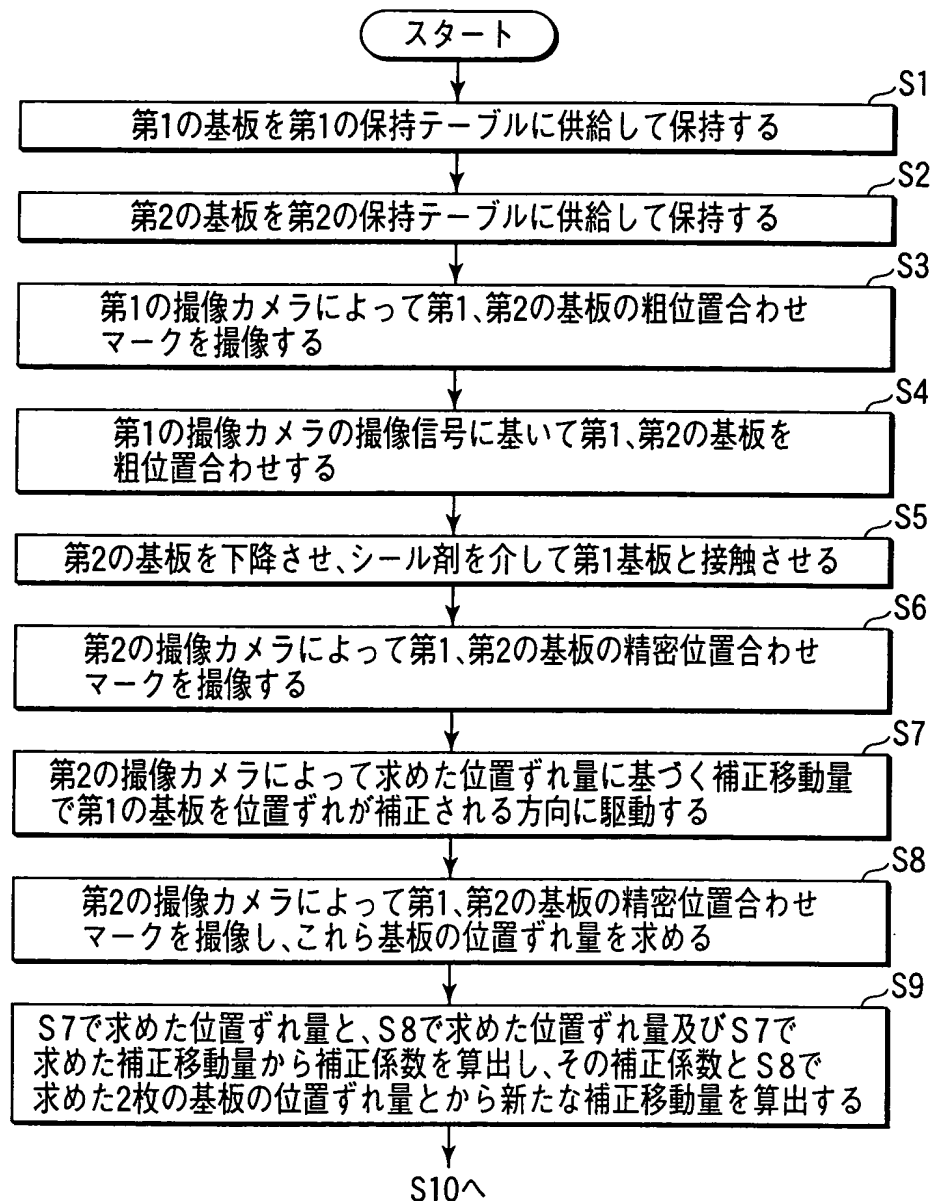 スタート
S1
第1の基板を第1の保持テーブルに供給して保持する
S2
第2の基板を第2の保持テーブルに供給して保持する
S3
第1の撮像カメラによって第1、第2の基板の粗位置合わせ
マークを撮像する
S4
第1の撮像カメラの撮像信号に基いて第1、第2の基板を
粗位置合わせする
S5
第2の基板を下降させ、シール剤を介して第1基板と接触させる
S6
第2の撮像カメラによって第1、第2の基板の精密位置合わせ
マークを撮像する
S7
第2の撮像カメラによって求めた位置ずれ量に基づく補正移動量
で第1の基板を位置ずれが補正される方向に駆動する
S8
第2の撮像カメラによって第1、第2の基板の精密位置合わせ
マークを撮像し、これら基板の位置ずれ量を求める
S9
S7で求めた位置ずれ量と、S8で求めた位置ずれ量及びS7で
求めた補正移動量から補正係数を算出し、その補正係数とS8で
求めた2枚の基板の位置ずれ量とから新たな補正移動量を算出する
S10へ